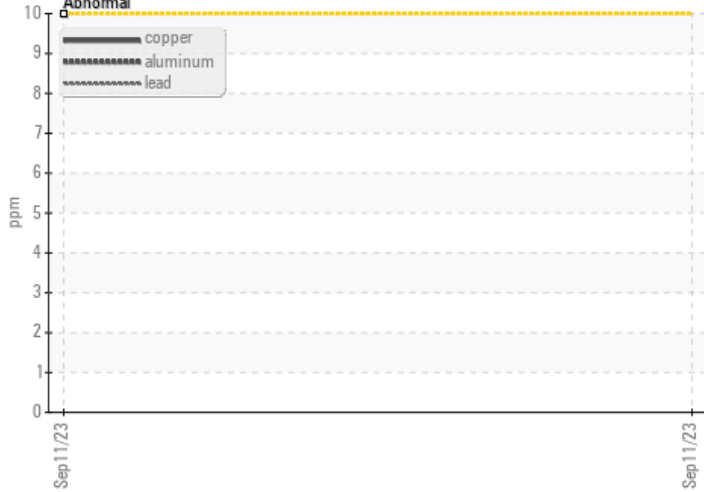 Abnormal
10
copper
9
aluminum
lead
8
7
6
ppm
5
4
3
2
1
0
Sep11/23
Sep11/23